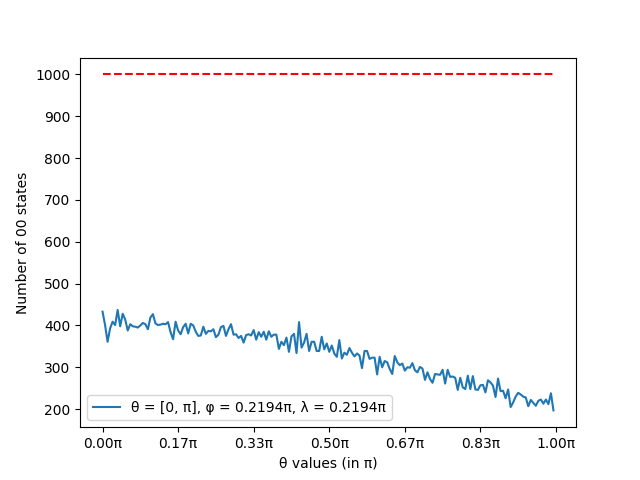 1000
900
800
700
600
500
400
300
200
Number of 00 states
θ = [0, π], φ = 0.2194π, λ = 0.2194π
0.00π 0.17π 0.33π 0.50π 0.67π 0.83π 1.00π
θ values (in π)